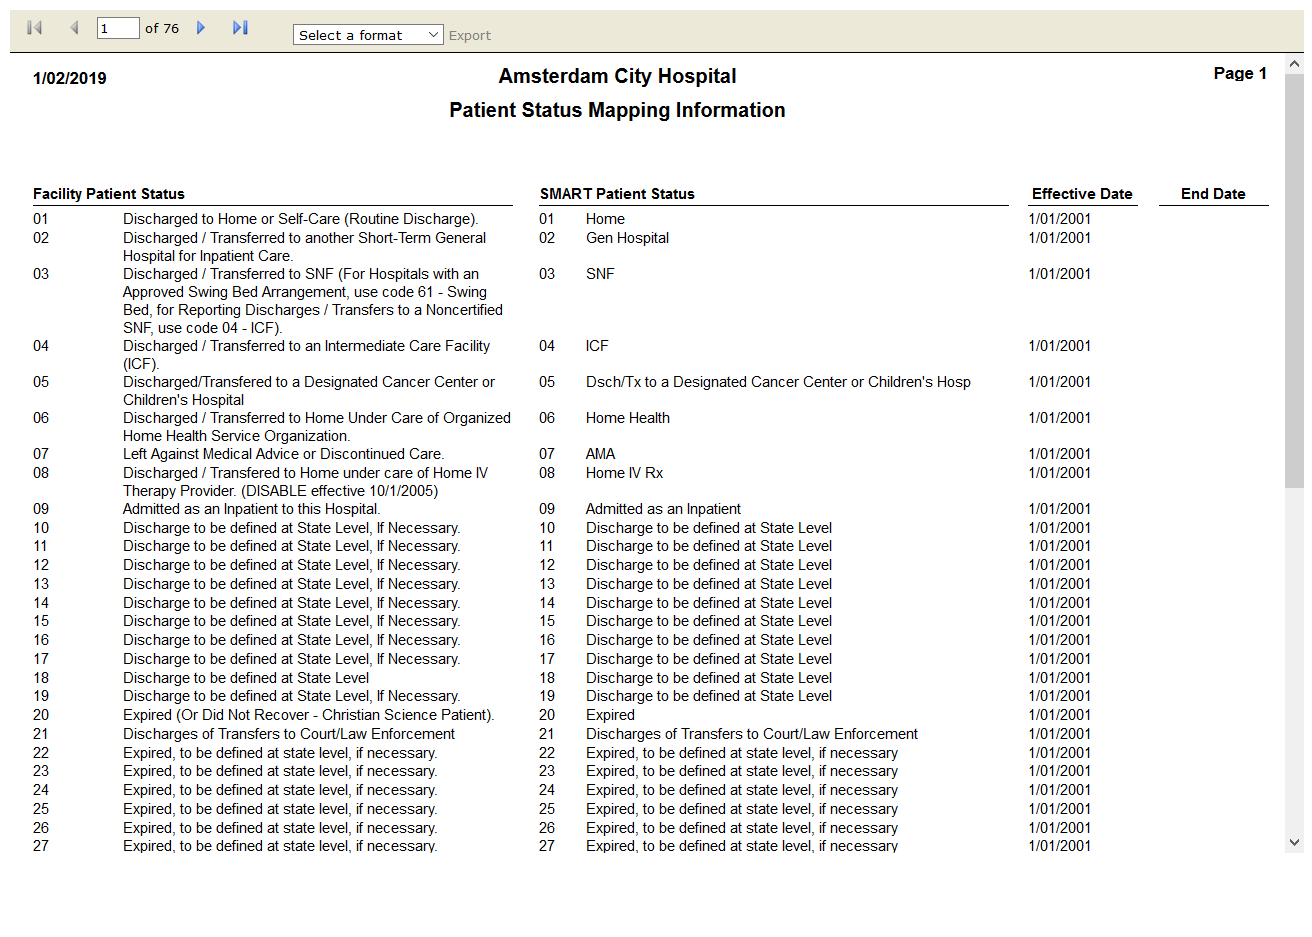 1 of 76 Select a format Export
1/02/2019 Amsterdam City Hospital Page 1
Patient Status Mapping Information
Facility Patient Status SMART Patient Status Effective Date End Date
01 Discharged to Home or Self-Care (Routine Discharge). 01 Home 1/01/2001
02 Discharged / Transferred to another Short-Term General 02 Gen Hospital 1/01/2001
Hospital for Inpatient Care.
03 Discharged / Transferred to SNF (For Hospitals with an 03 SNF 1/01/2001
Approved Swing Bed Arrangement, use code 61 - Swing
Bed, for Reporting Discharges / Transfers to a Noncertified
SNF, use code 04 - ICF).
04 Discharged / Transferred to an Intermediate Care Facility 04 ICF 1/01/2001
(ICF).
05 Discharged/Transfered to a Designated Cancer Center or 05 Dsch/Tx to a Designated Cancer Center or Children's Hosp 1/01/2001
Children's Hospital
06 Discharged / Transferred to Home Under Care of Organized 06 Home Health 1/01/2001
Home Health Service Organization.
07 Left Against Medical Advice or Discontinued Care. 07 AMA 1/01/2001
08 Discharged / Transfered to Home under care of Home IV 08 Home IV Rx 1/01/2001
Therapy Provider. (DISABLE effective 10/1/2005)
09 Admitted as an Inpatient to this Hospital. 09 Admitted as an Inpatient 1/01/2001
10 Discharge to be defined at State Level, If Necessary. 10 Discharge to be defined at State Level 1/01/2001
11 Discharge to be defined at State Level, If Necessary. 11 Discharge to be defined at State Level 1/01/2001
12 Discharge to be defined at State Level, If Necessary. 12 Discharge to be defined at State Level 1/01/2001
13 Discharge to be defined at State Level, If Necessary. 13 Discharge to be defined at State Level 1/01/2001
14 Discharge to be defined at State Level, If Necessary. 14 Discharge to be defined at State Level 1/01/2001
15 Discharge to be defined at State Level, If Necessary. 15 Discharge to be defined at State Level 1/01/2001
16 Discharge to be defined at State Level, If Necessary. 16 Discharge to be defined at State Level 1/01/2001
17 Discharge to be defined at State Level, If Necessary. 17 Discharge to be defined at State Level 1/01/2001
18 Discharge to be defined at State Level 18 Discharge to be defined at State Level 1/01/2001
19 Discharge to be defined at State Level, If Necessary. 19 Discharge to be defined at State Level 1/01/2001
20 Expired (Or Did Not Recover - Christian Science Patient). 20 Expired 1/01/2001
21 Discharges of Transfers to Court/Law Enforcement 21 Discharges of Transfers to Court/Law Enforcement 1/01/2001
22 Expired, to be defined at state level, if necessary. 22 Expired, to be defined at state level, if necessary 1/01/2001
23 Expired, to be defined at state level, if necessary. 23 Expired, to be defined at state level, if necessary 1/01/2001
24 Expired, to be defined at state level, if necessary. 24 Expired, to be defined at state level, if necessary 1/01/2001
25 Expired, to be defined at state level, if necessary. 25 Expired, to be defined at state level, if necessary 1/01/2001
26 Expired, to be defined at state level, if necessary. 26 Expired, to be defined at state level, if necessary 1/01/2001
27 Expired, to be defined at state level, if necessary. 27 Expired, to be defined at state level, if necessary 1/01/2001